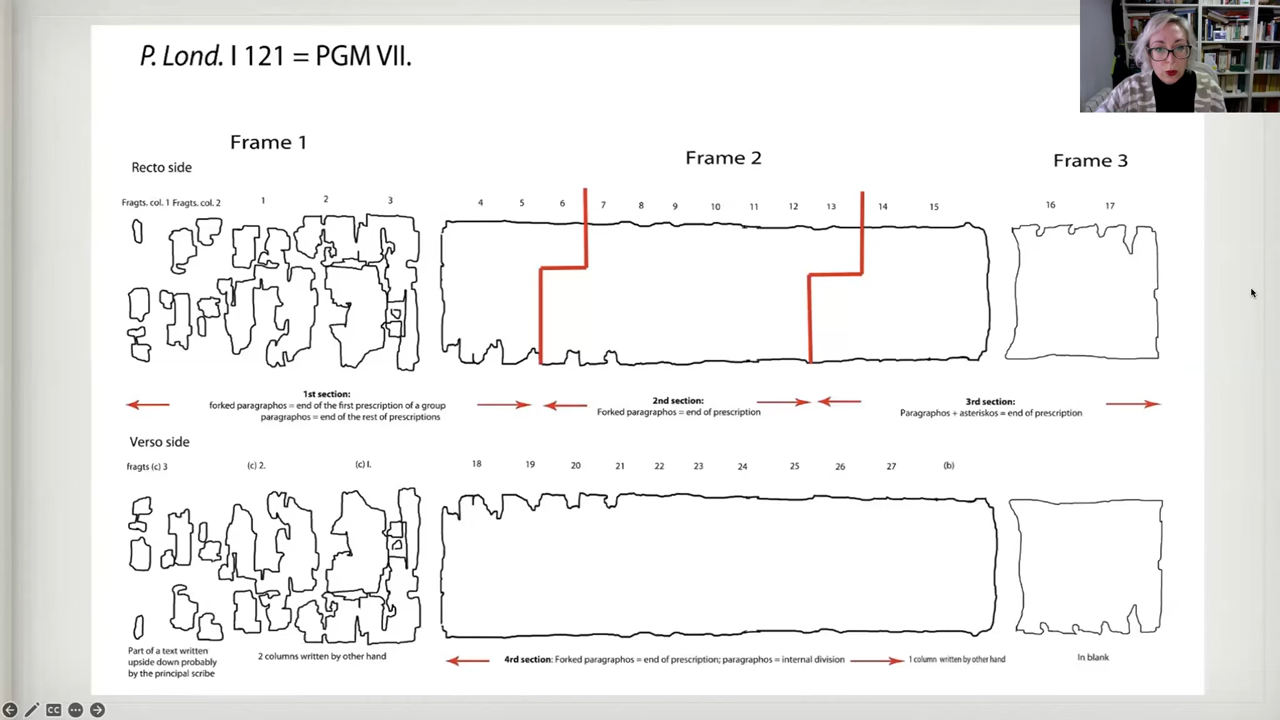 P. Lond. I 121 = PGM VII.
Frame 1
Frame 2
Frame 3
Recto side
Fragts. col. 1 Fragts. col. 2 1 2 3 4 5 6 7 8 9 10 11 12 13 14 15 16 17
1st section:
forked paragraphos = end of the first prescription of a group
paragraphos = end of the rest of prescriptions
2nd section:
Forked paragraphos = end of prescription
3rd section:
Paragraphos + asteriskos = end of prescription
Verso side
fragts (c) 3 (c) 2. (c) I. 18 19 20 21 22 23 24 25 26 27 (b)
Part of a text written
upside down probably
by the principal scribe
2 columns written by other hand
4rd section: Forked paragraphos = end of prescription; paragraphos = internal division
1 column written by other hand
In blank
CC